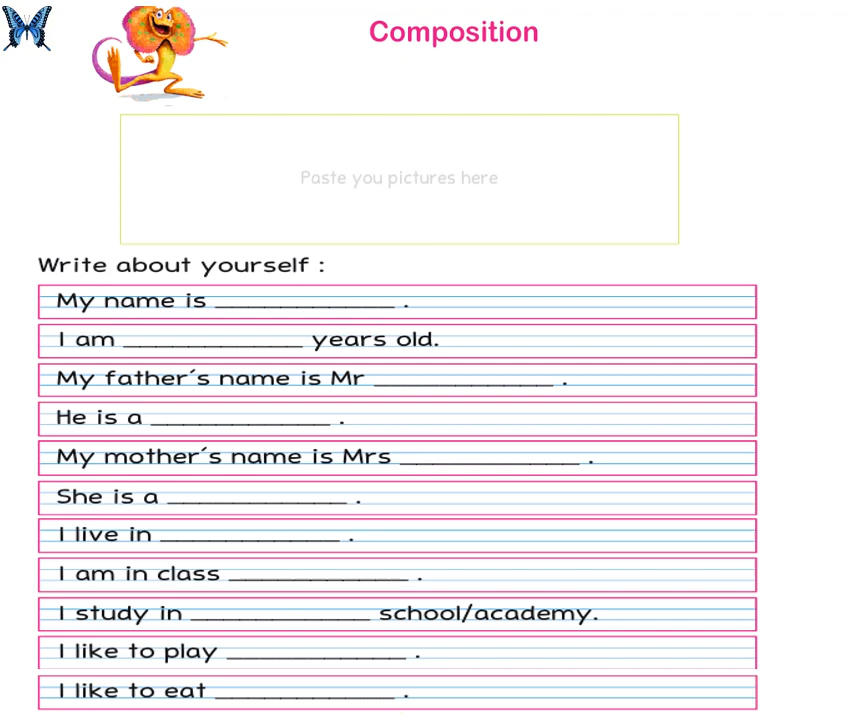 Composition
Paste you pictures here
Write about yourself :
My name is ______________ .
I am ______________ years old.
My father´s name is Mr ______________ .
He is a ______________ .
My mother´s name is Mrs ______________ .
She is a ______________ .
I live in ______________ .
I am in class ______________ .
I study in ______________ school/academy.
I like to play ______________ .
I like to eat ______________ .